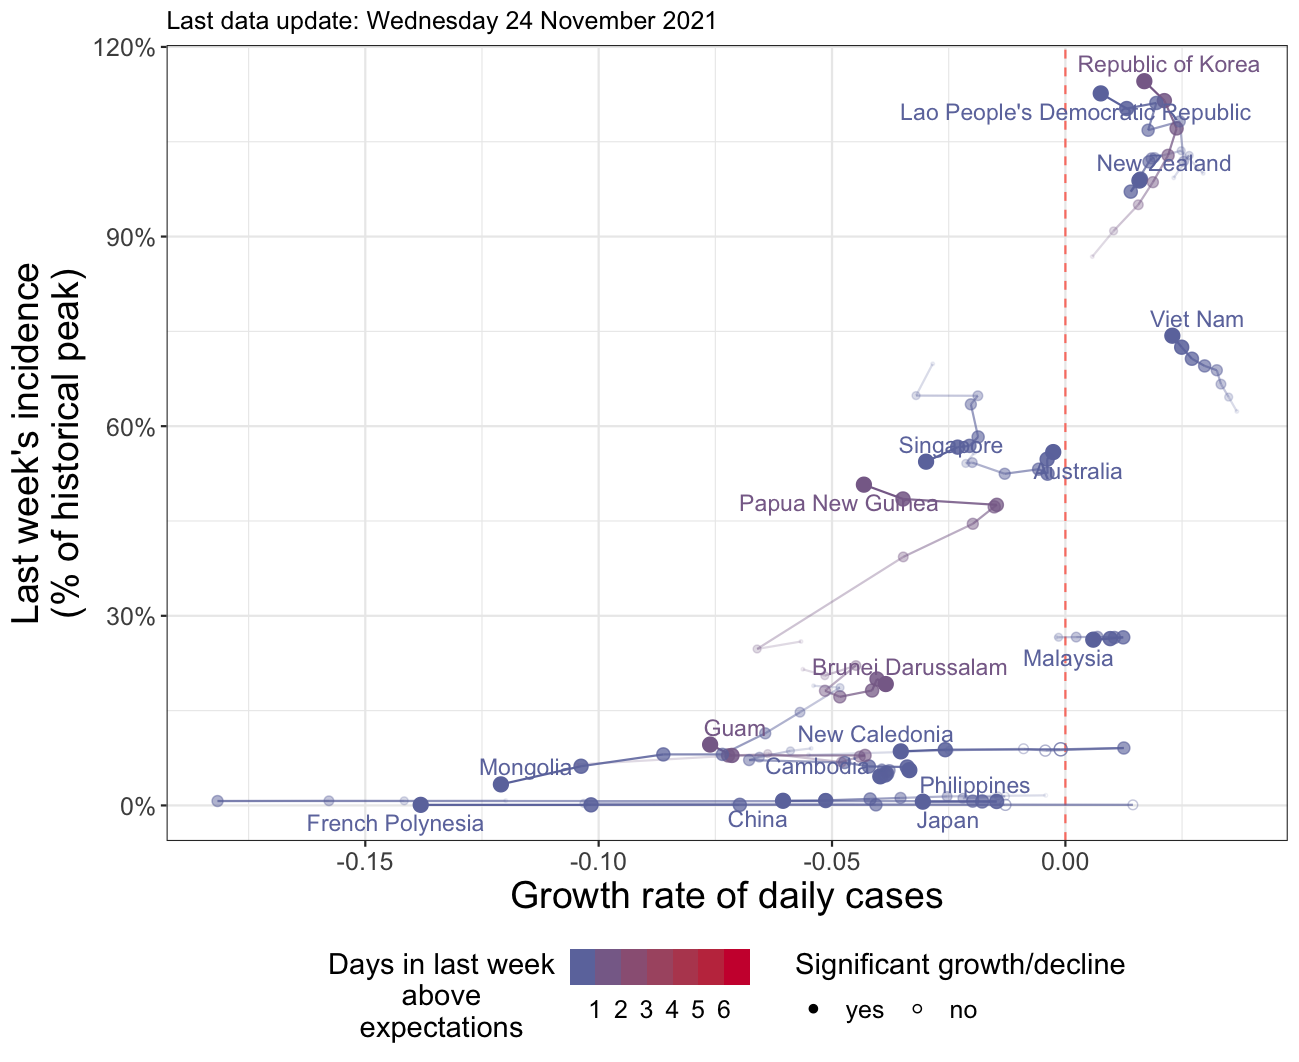 Last data update: Wednesday 24 November 2021
120%
90%
60%
30%
0%
Last week's incidence
(% of historical peak)
Republic of Korea
Lao People's Democratic Republic
New Zealand
Viet Nam
Singapore
Australia
Papua New Guinea
Malaysia
Brunei Darussalam
Guam
New Caledonia
Mongolia
Cambodia
Philippines
French Polynesia
China
Japan
-0.15
-0.10
-0.05
0.00
Growth rate of daily cases
Days in last week
above
expectations
1 2 3 4 5 6
Significant growth/decline
yes
no